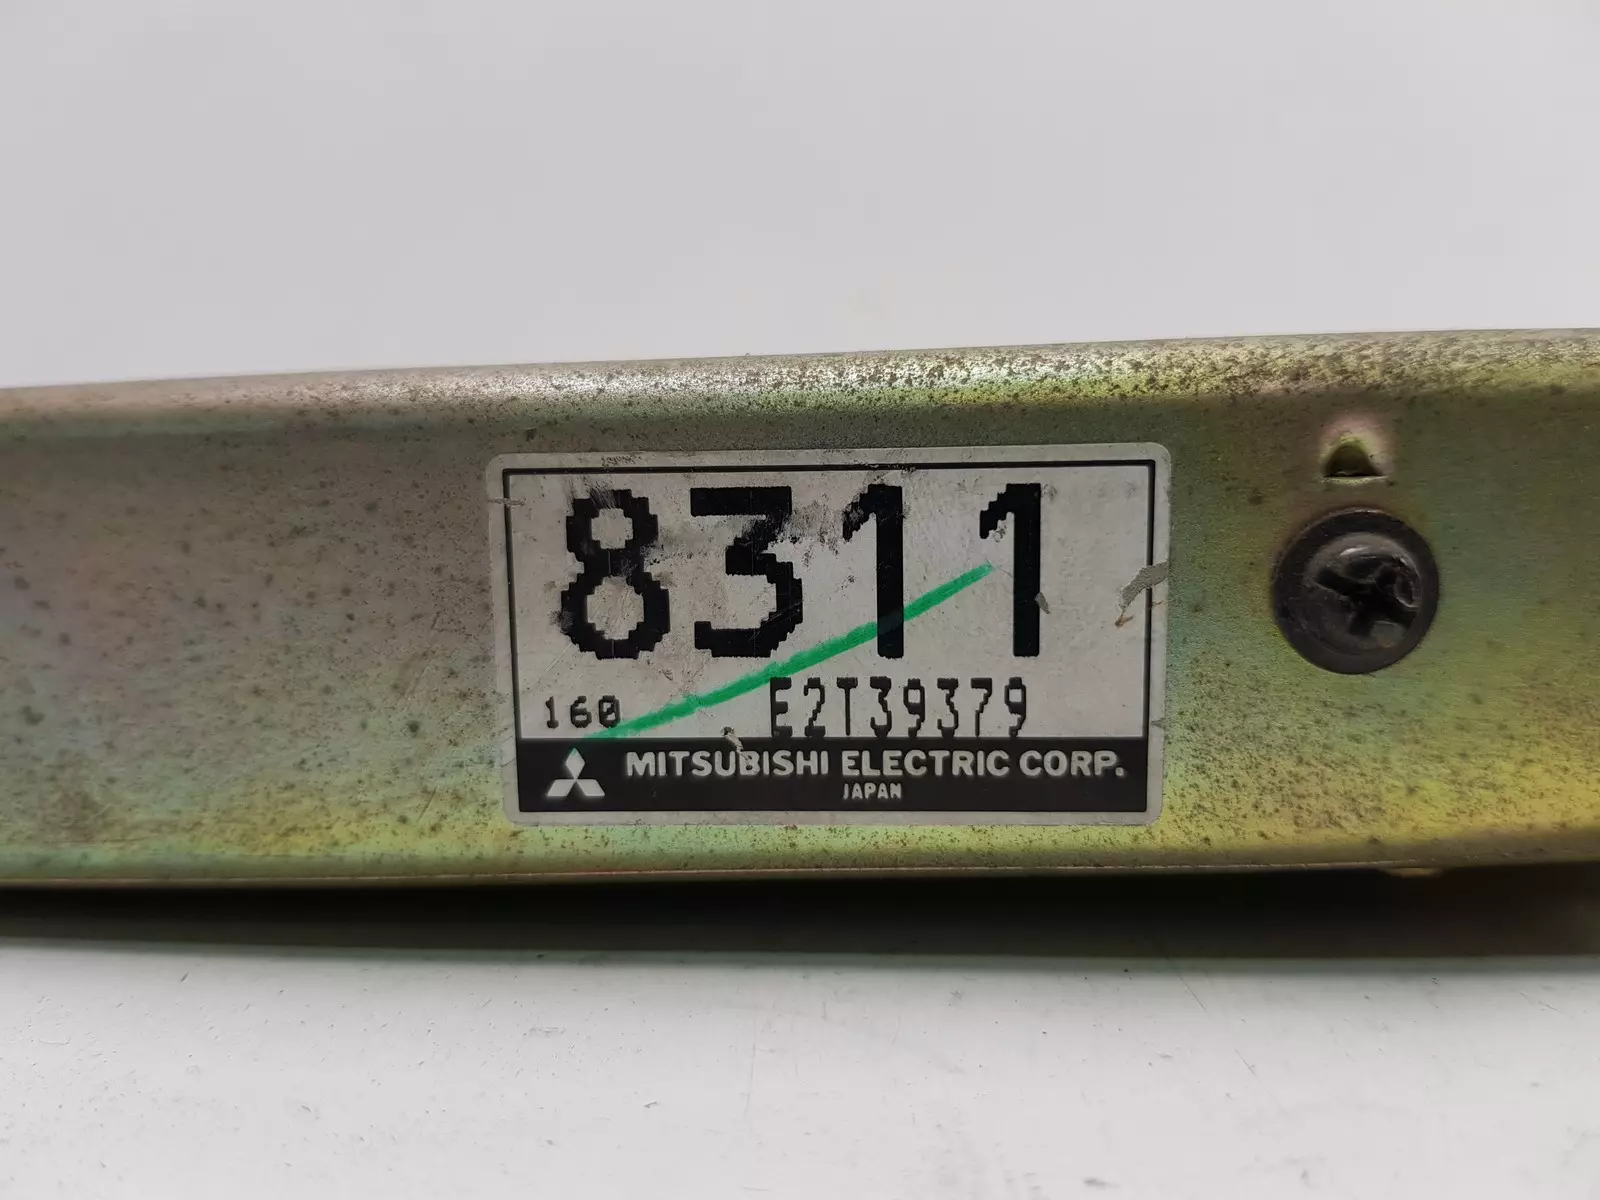 8311
160 E2T39379
MITSUBISHI ELECTRIC CORP.
JAPAN